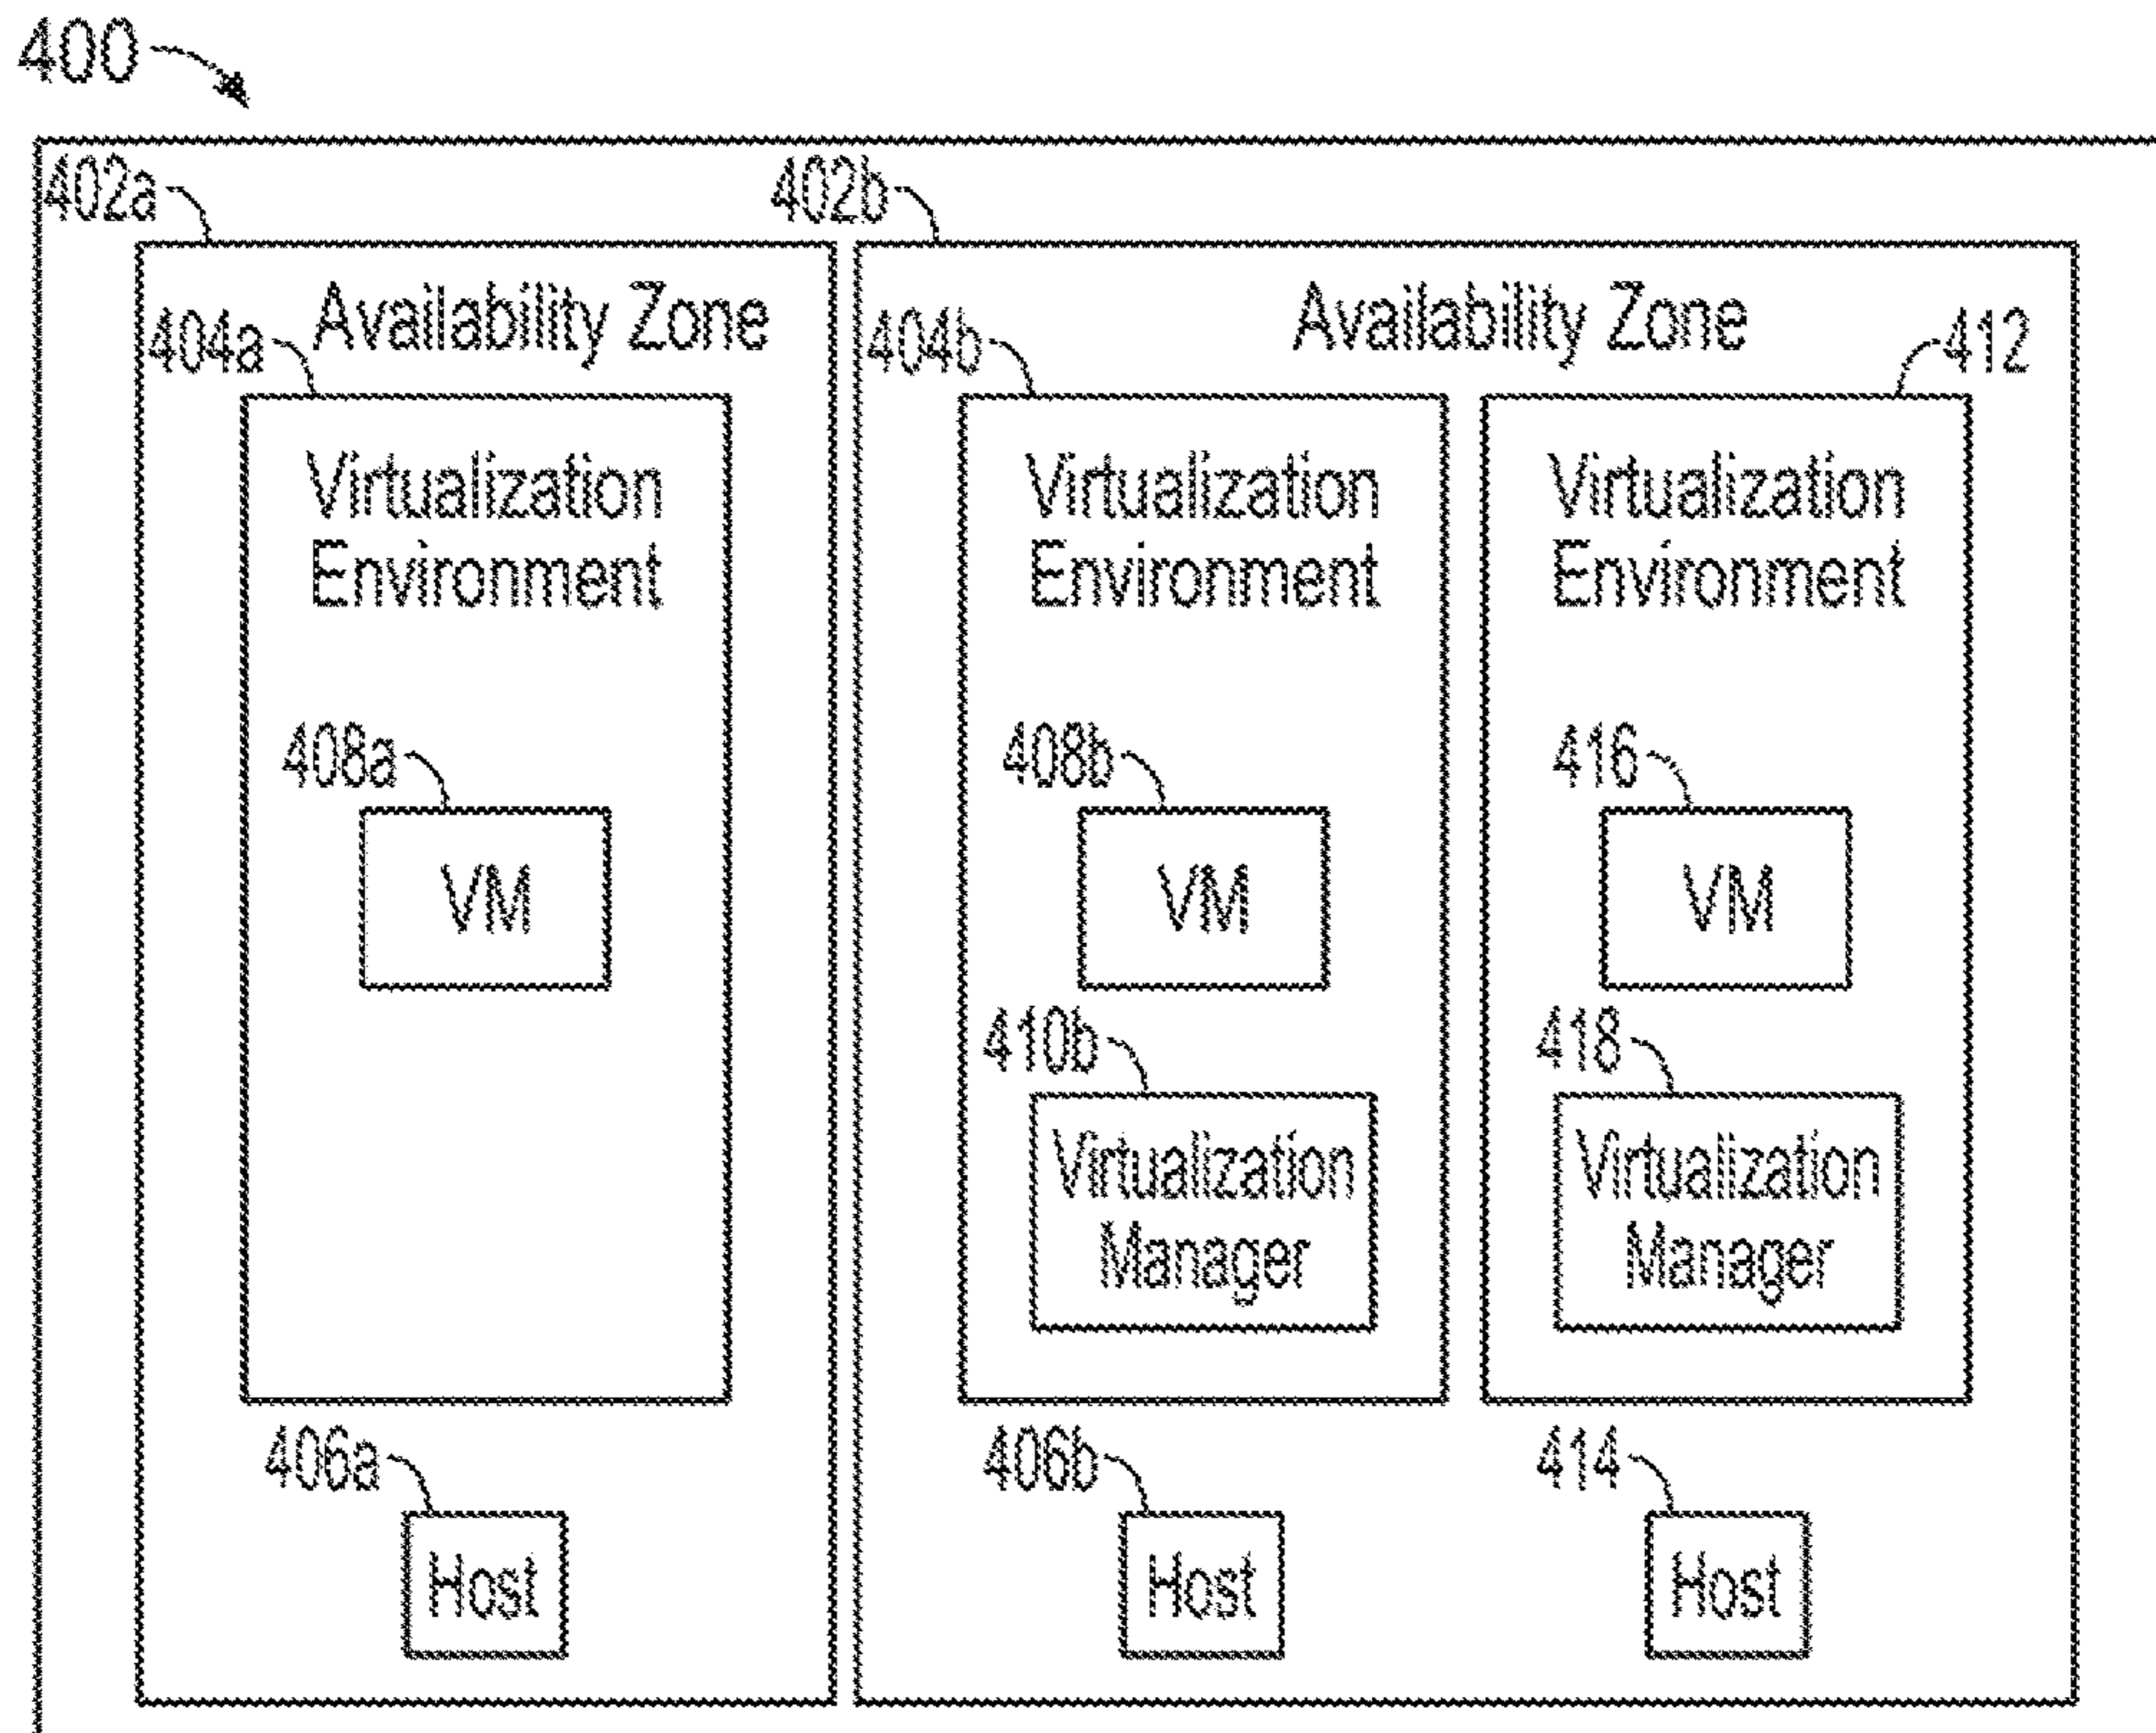 400
402a
402b
Availability Zone
Availability Zone
404a
404b
412
Virtualization
Environment
Virtualization
Environment
Virtualization
Environment
408a
408b
416
VM
VM
VM
410b
418
Virtualization
Manager
Virtualization
Manager
406a
406b
414
Host
Host
Host